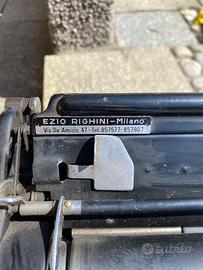 EZIO RIGHINI-Milano
Via De Amicis 47-Tel.857577-857907
subito